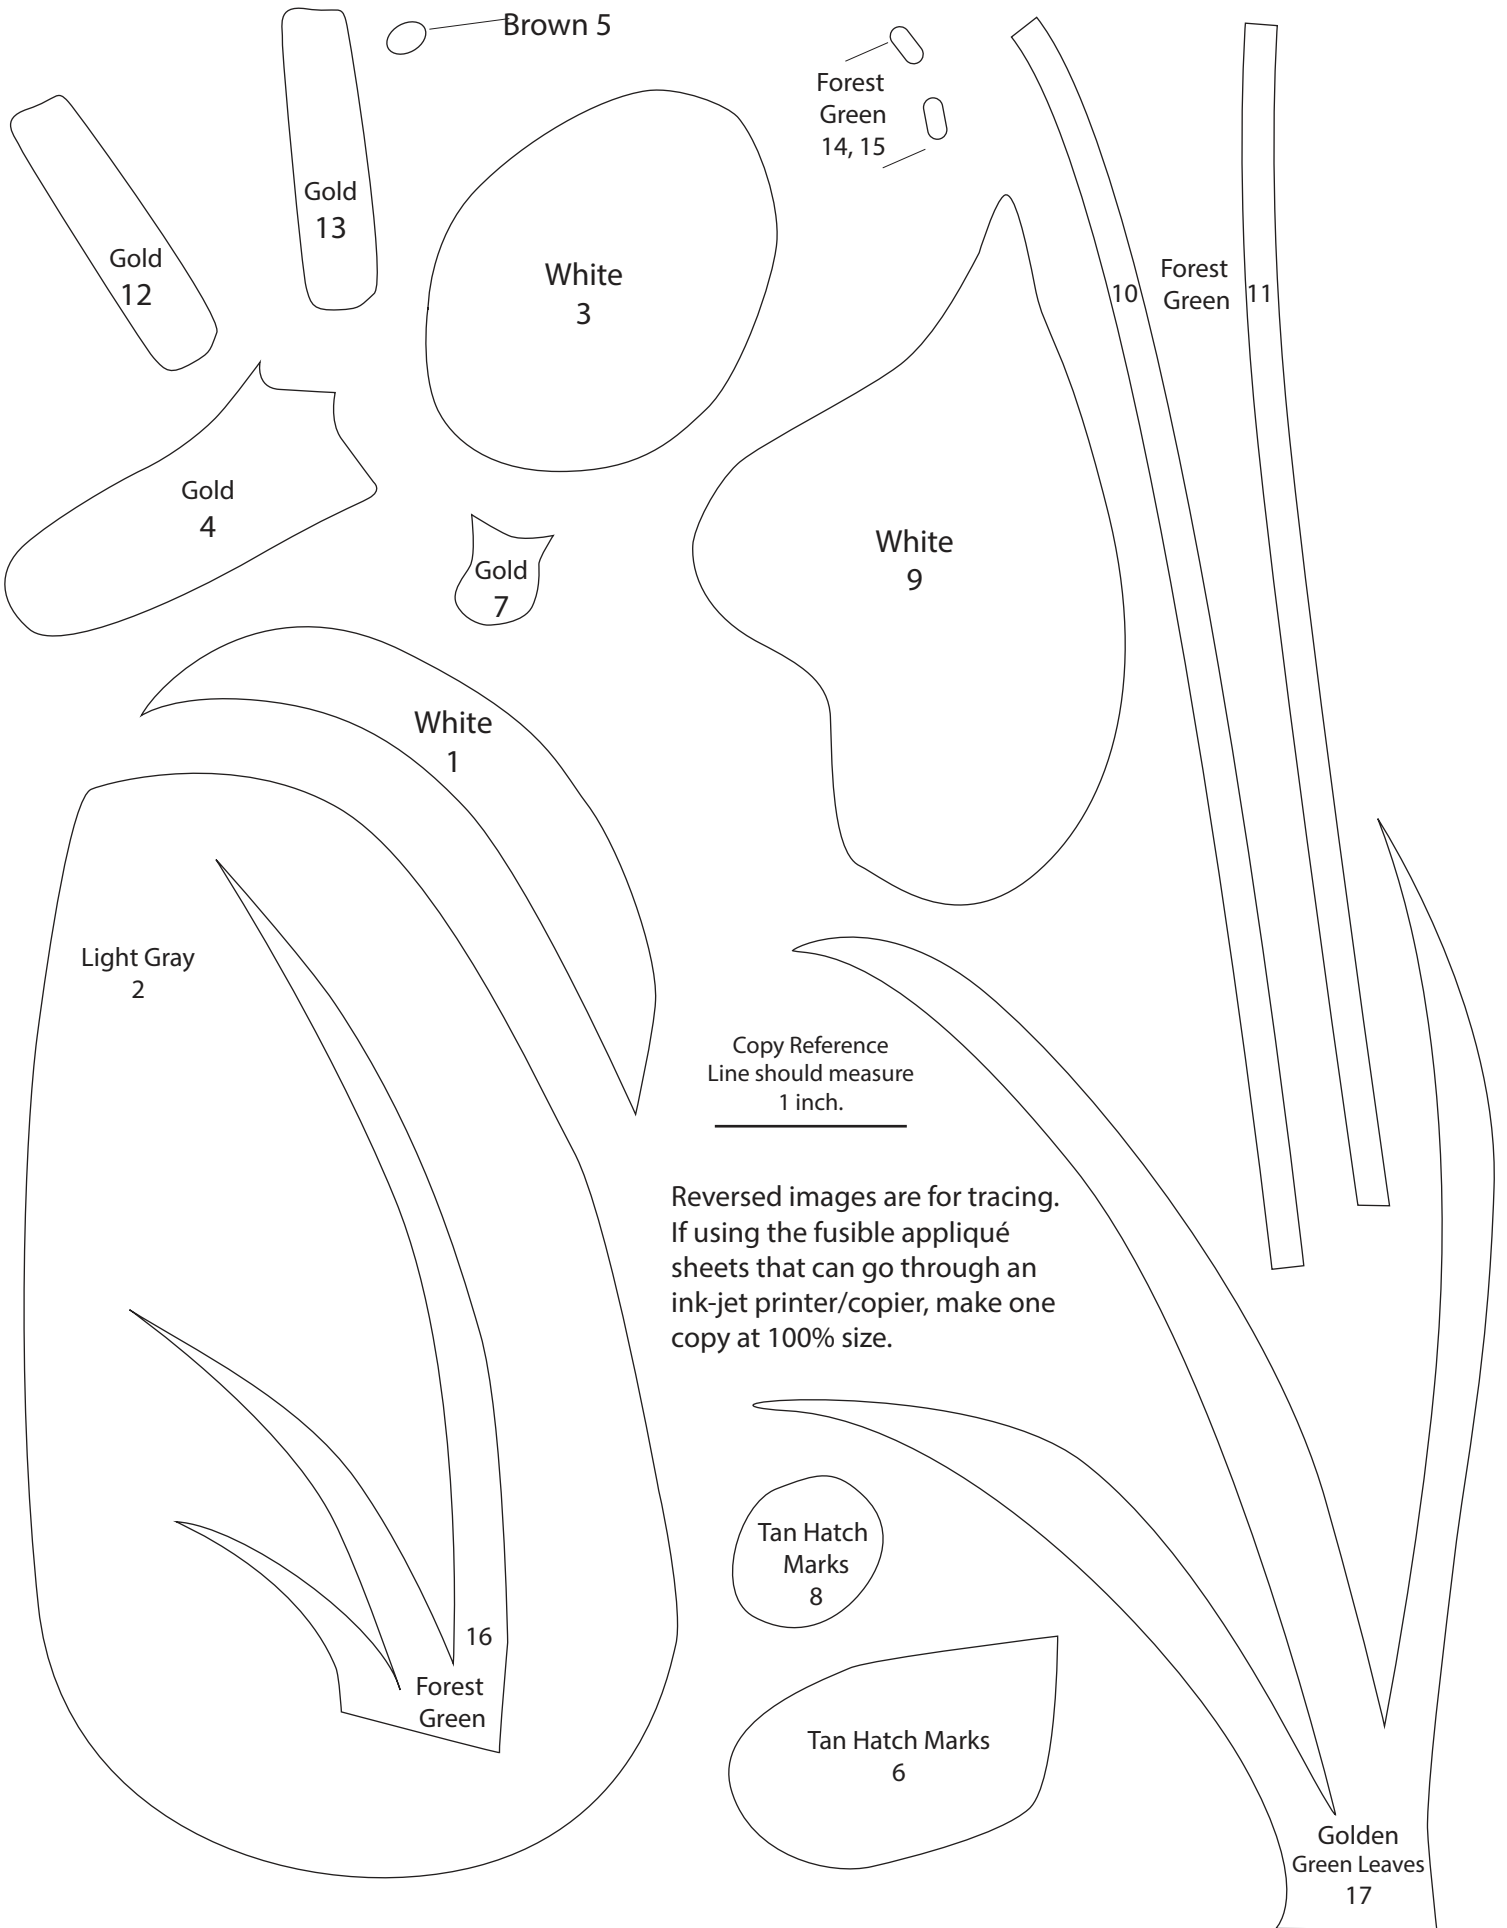 Brown 5
Forest
Green
14, 15
Gold
13
Gold
12
White
3
Forest
Green
10
11
Gold
4
White
9
Gold
7
White
1
Light Gray
2
Copy Reference
Line should measure
1 inch.
Reversed images are for tracing.
If using the fusible appliqué
sheets that can go through an
ink-jet printer/copier, make one
copy at 100% size.
Tan Hatch
Marks
8
16
Forest
Green
Tan Hatch Marks
6
Golden
Green Leaves
17